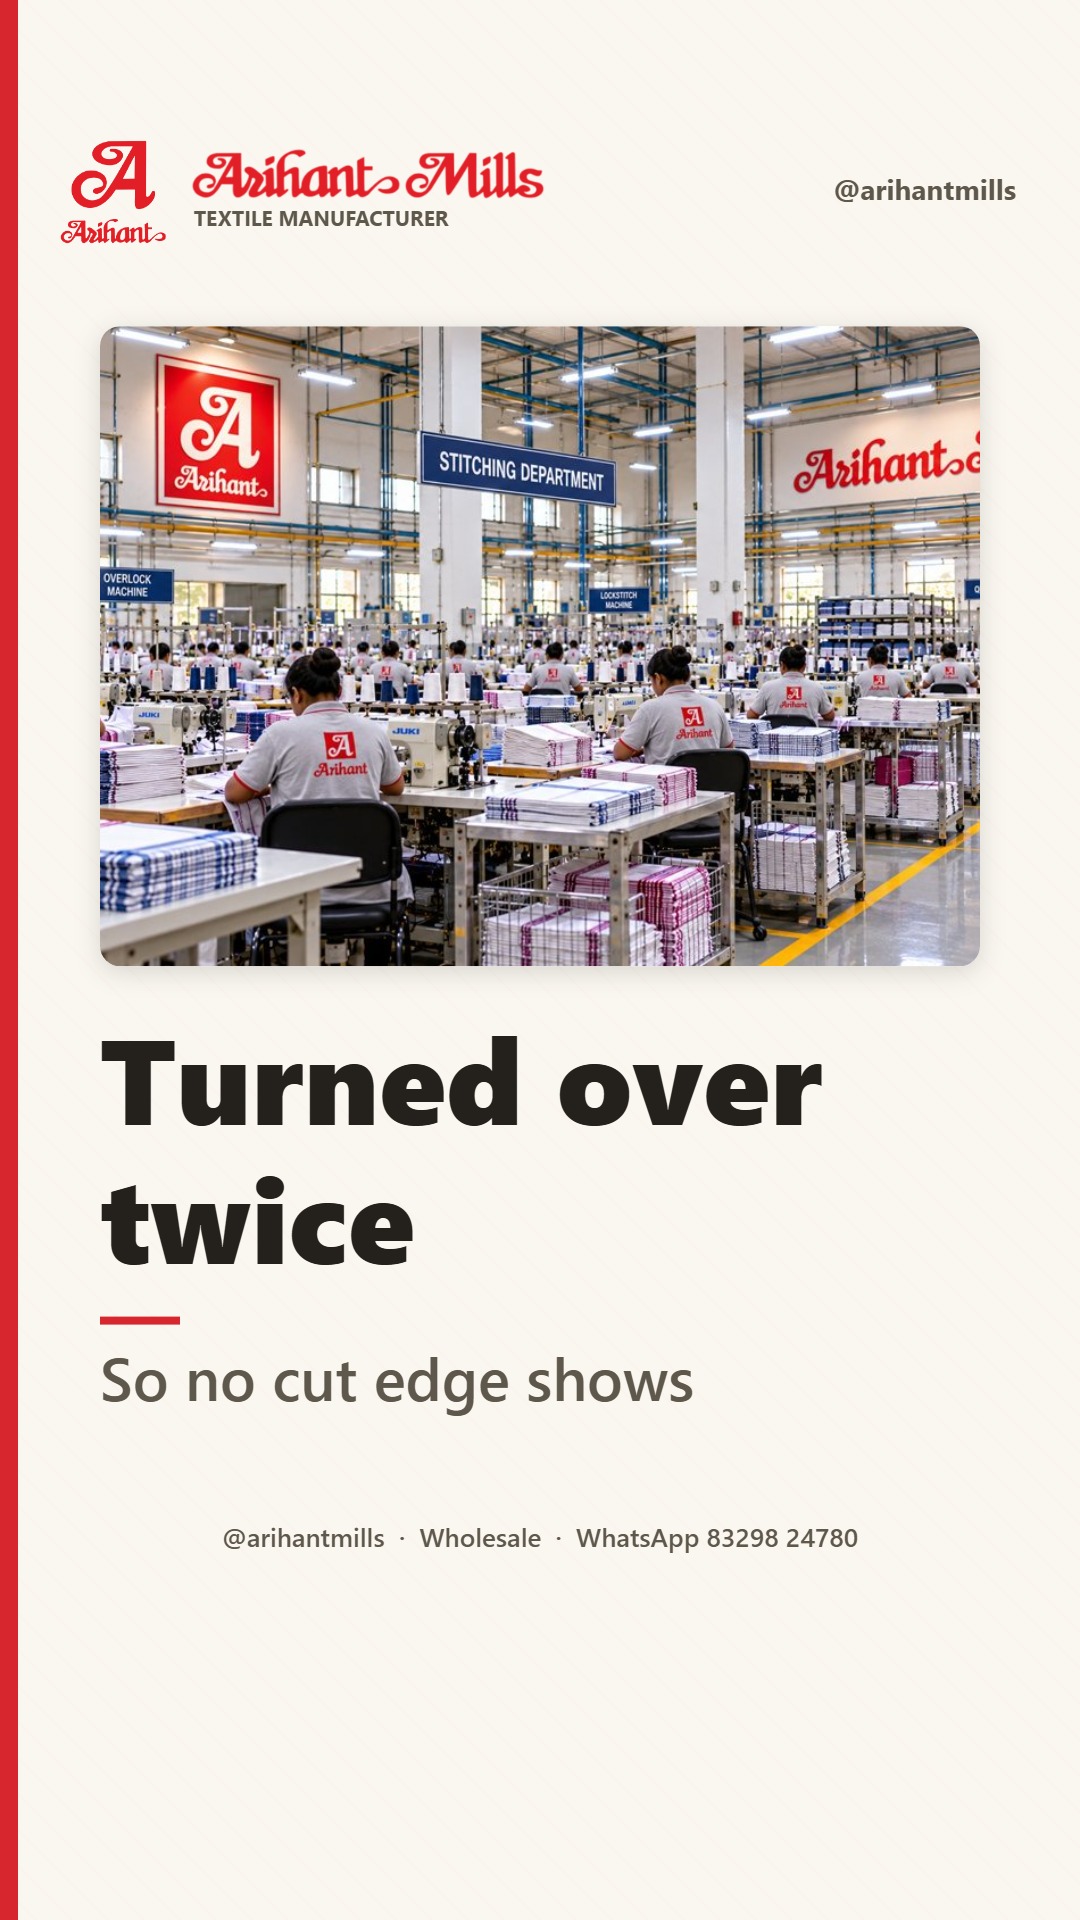 A
Arihant
Arihant Mills
TEXTILE MANUFACTURER
@arihantmills
A
Arihant
STITCHING DEPARTMENT
Arihant
OVERLOCK
MACHINE
LOCKSTITCH
MACHINE
JUKI
JUKI
A
Arihant
A
Arihant
A
Arihant
Turned over
twice
So no cut edge shows
@arihantmills · Wholesale · WhatsApp 83298 24780